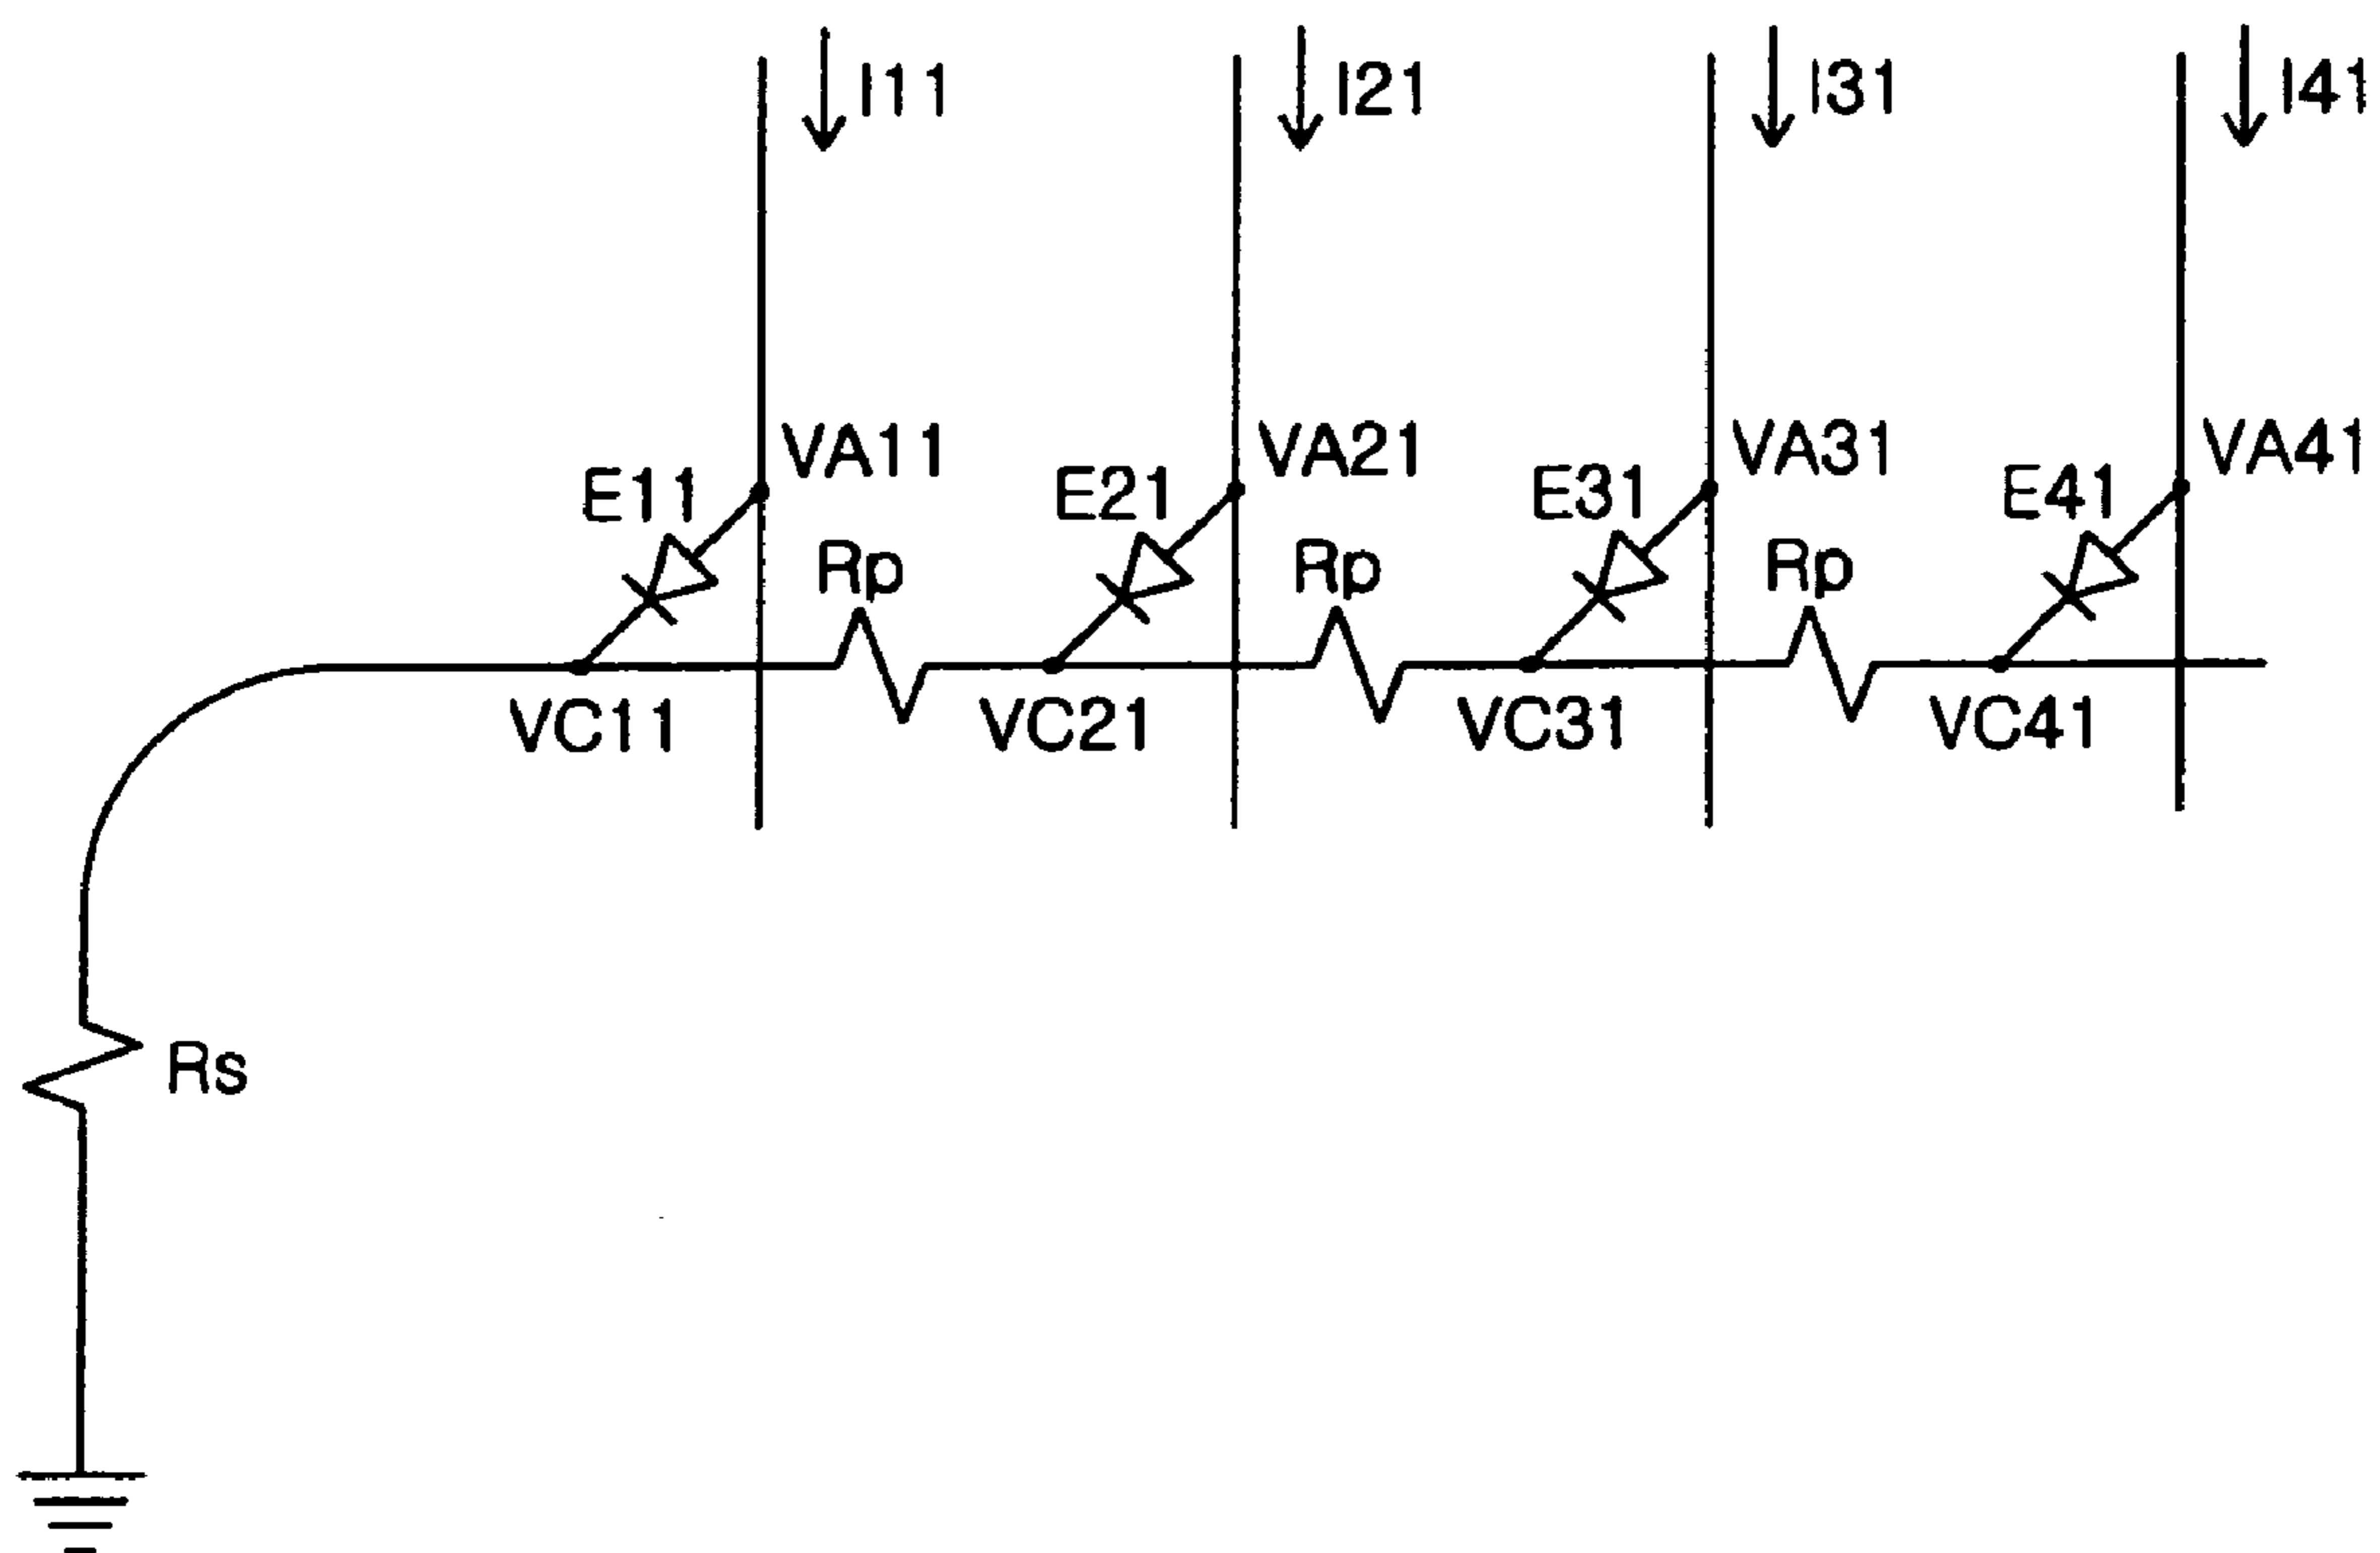 I11
I21
I31
I41
VA11
VA21
VA31
VA41
E11
E21
E31
E41
Rp
Rp
Rp
VC11
VC21
VC31
VC41
Rs